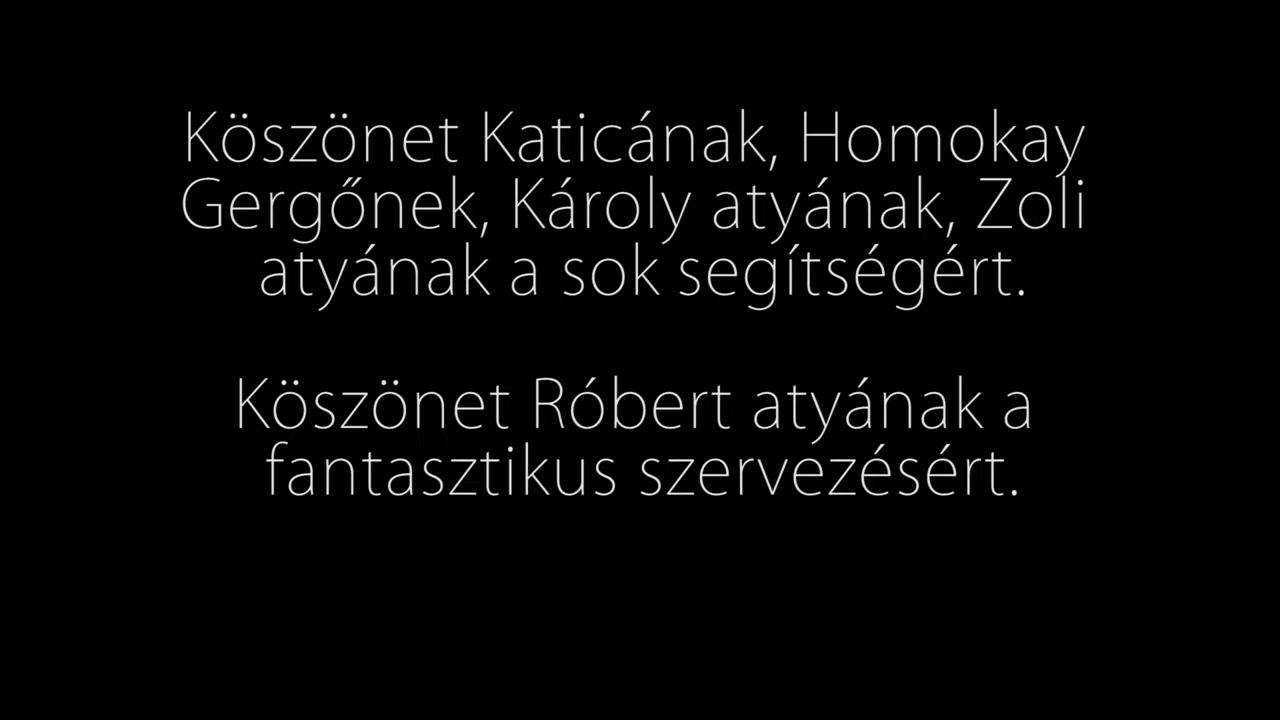 Köszönet Katicának, Homokay
Gergőnek, Károly atyának, Zoli
atyának a sok segítségért.
Köszönet Róbert atyának a
fantasztikus szervezésért.